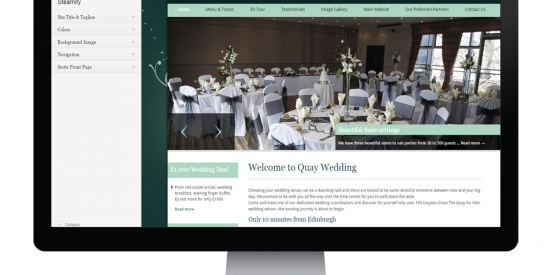 Steamfly
Site Title & Tagline
Colors
Background Image
Navigation
Static Front Page
Collapse
Home Menu & Toasts 3D Tour Testimonials Image Gallery Main Website Our Preferred Partners Contact Us
Beautiful Suite settings
We have three beautiful suites to suit parties from 30 to 200 guests ... Read more →
£1,000 Wedding Deal
From red carpet arrival, wedding
breakfast, evening finger buffet,
DJ and more for only £1000
Read more
Welcome to Quay Wedding
Choosing your wedding venue can be a daunting task and there are bound to be some stressful moments between now and your big
day. We promise to be with you all the way until the time comes for you to walk down the aisle.
Come and meet one of our dedicated wedding coordinators and discover for yourself why over 100 couples chose The Quay for their
wedding venue—the exciting journey is about to begin.
Only 10 minutes from Edinburgh